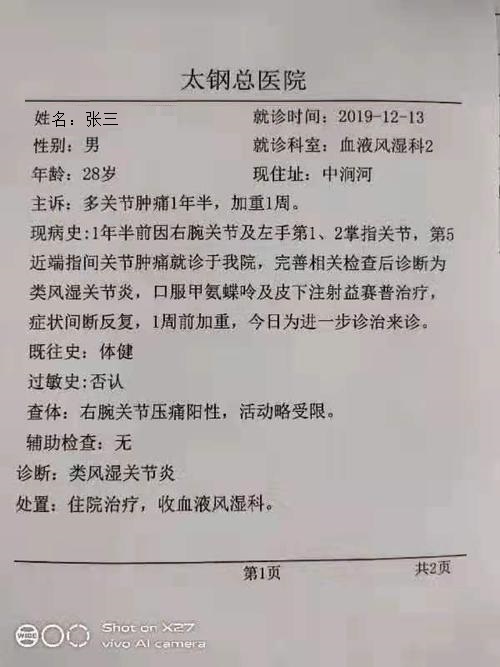 太钢总医院
姓名：张三 就诊时间：2019-12-13
性别：男 就诊科室：血液风湿科2
年龄：28岁 现住址：中涧河
主诉：多关节肿痛1年半，加重1周。
现病史:1年半前因右腕关节及左手第1、2掌指关节，第5
近端指间关节肿痛就诊于我院，完善相关检查后诊断为
类风湿关节炎，口服甲氨蝶呤及皮下注射益赛普治疗，
症状间断反复，1周前加重，今日为进一步诊治来诊。
既往史：体健
过敏史:否认
查体：右腕关节压痛阳性，活动略受限。
辅助检查：无
诊断：类风湿关节炎
处置：住院治疗，收血液风湿科。
第1页 共2页
Shot on X27
vivo AI camera